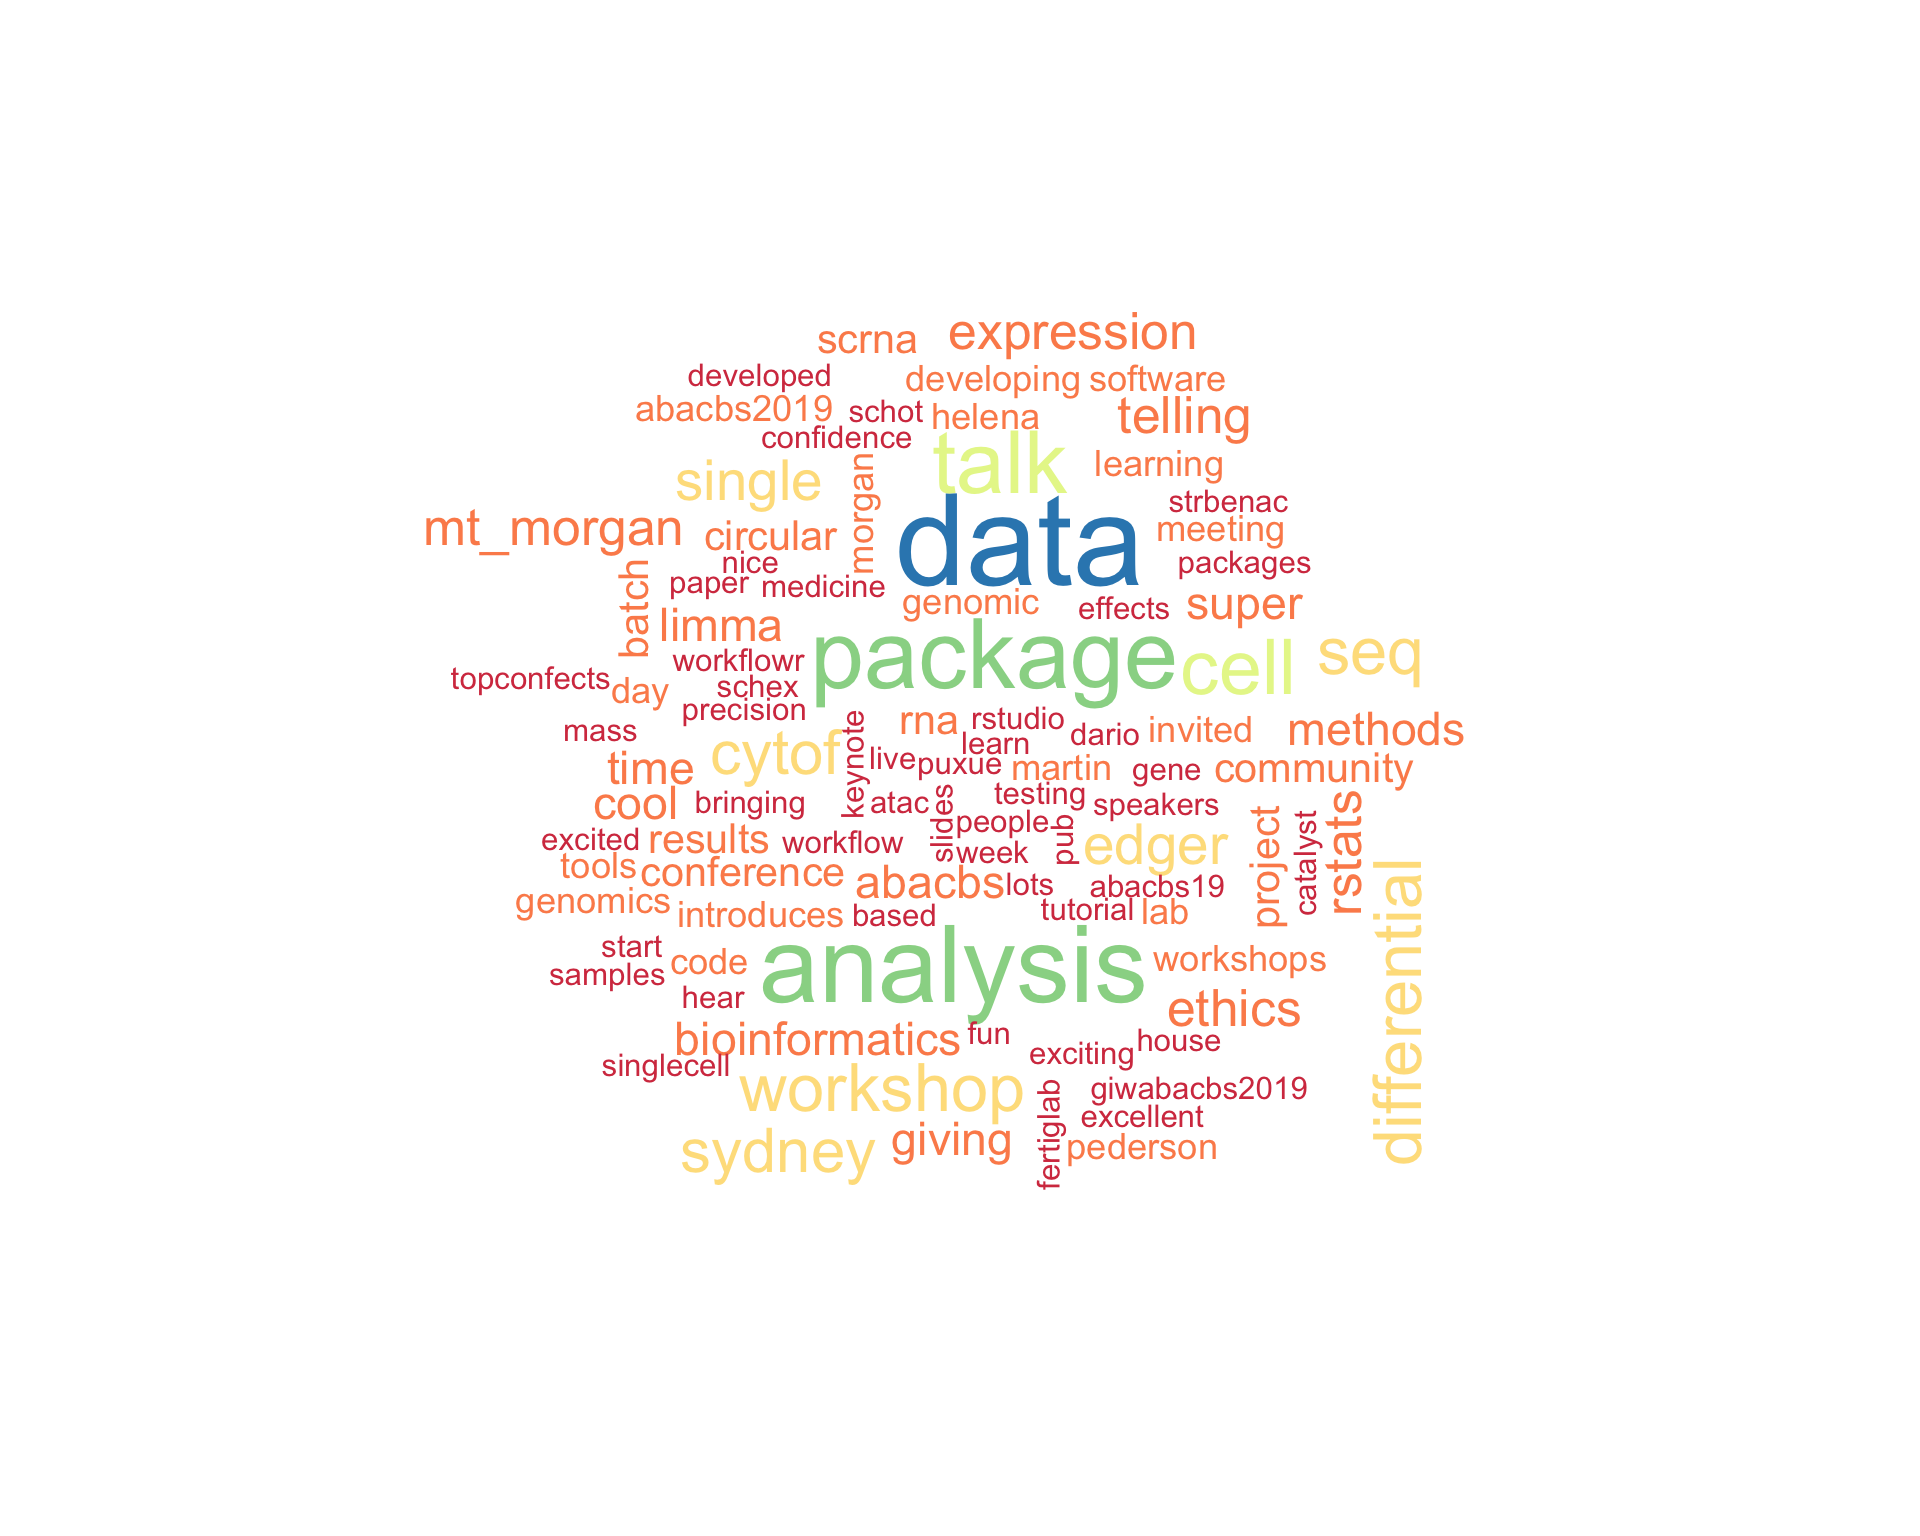 scrna
expression
developed
developing
software
abacbs2019
schot
helena
telling
confidence
talk
single
morgan
learning
data
strbenac
mt_morgan
circular
meeting
nice
packages
batch
paper
medicine
genomic
effects
super
limma
package
cell
seq
workflowr
topconfects
schex
day
precision
rna
rstudio
mass
keynote
learn
dario
invited
methods
cytof
time
live
puxue
martin
gene
community
cool
bringing
atac
slides
testing
speakers
people
pub
edger
project
catalyst
rstats
excited
results
workflow
week
tools
conference
abacbs
lots
abacbs19
genomics
introduces
based
tutorial
lab
differential
start
code
analysis
workshops
samples
hear
ethics
bioinformatics
fun
house
singlecell
exciting
workshop
giwabacbs2019
fertiglab
excellent
sydney
giving
pederson